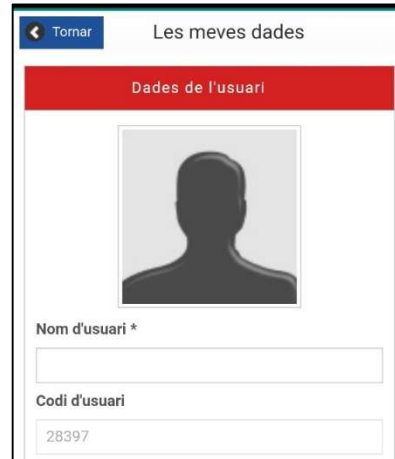 Tornar
Les meves dades
Dades de l'usuari
Nom d'usuari *
Codi d'usuari
28397